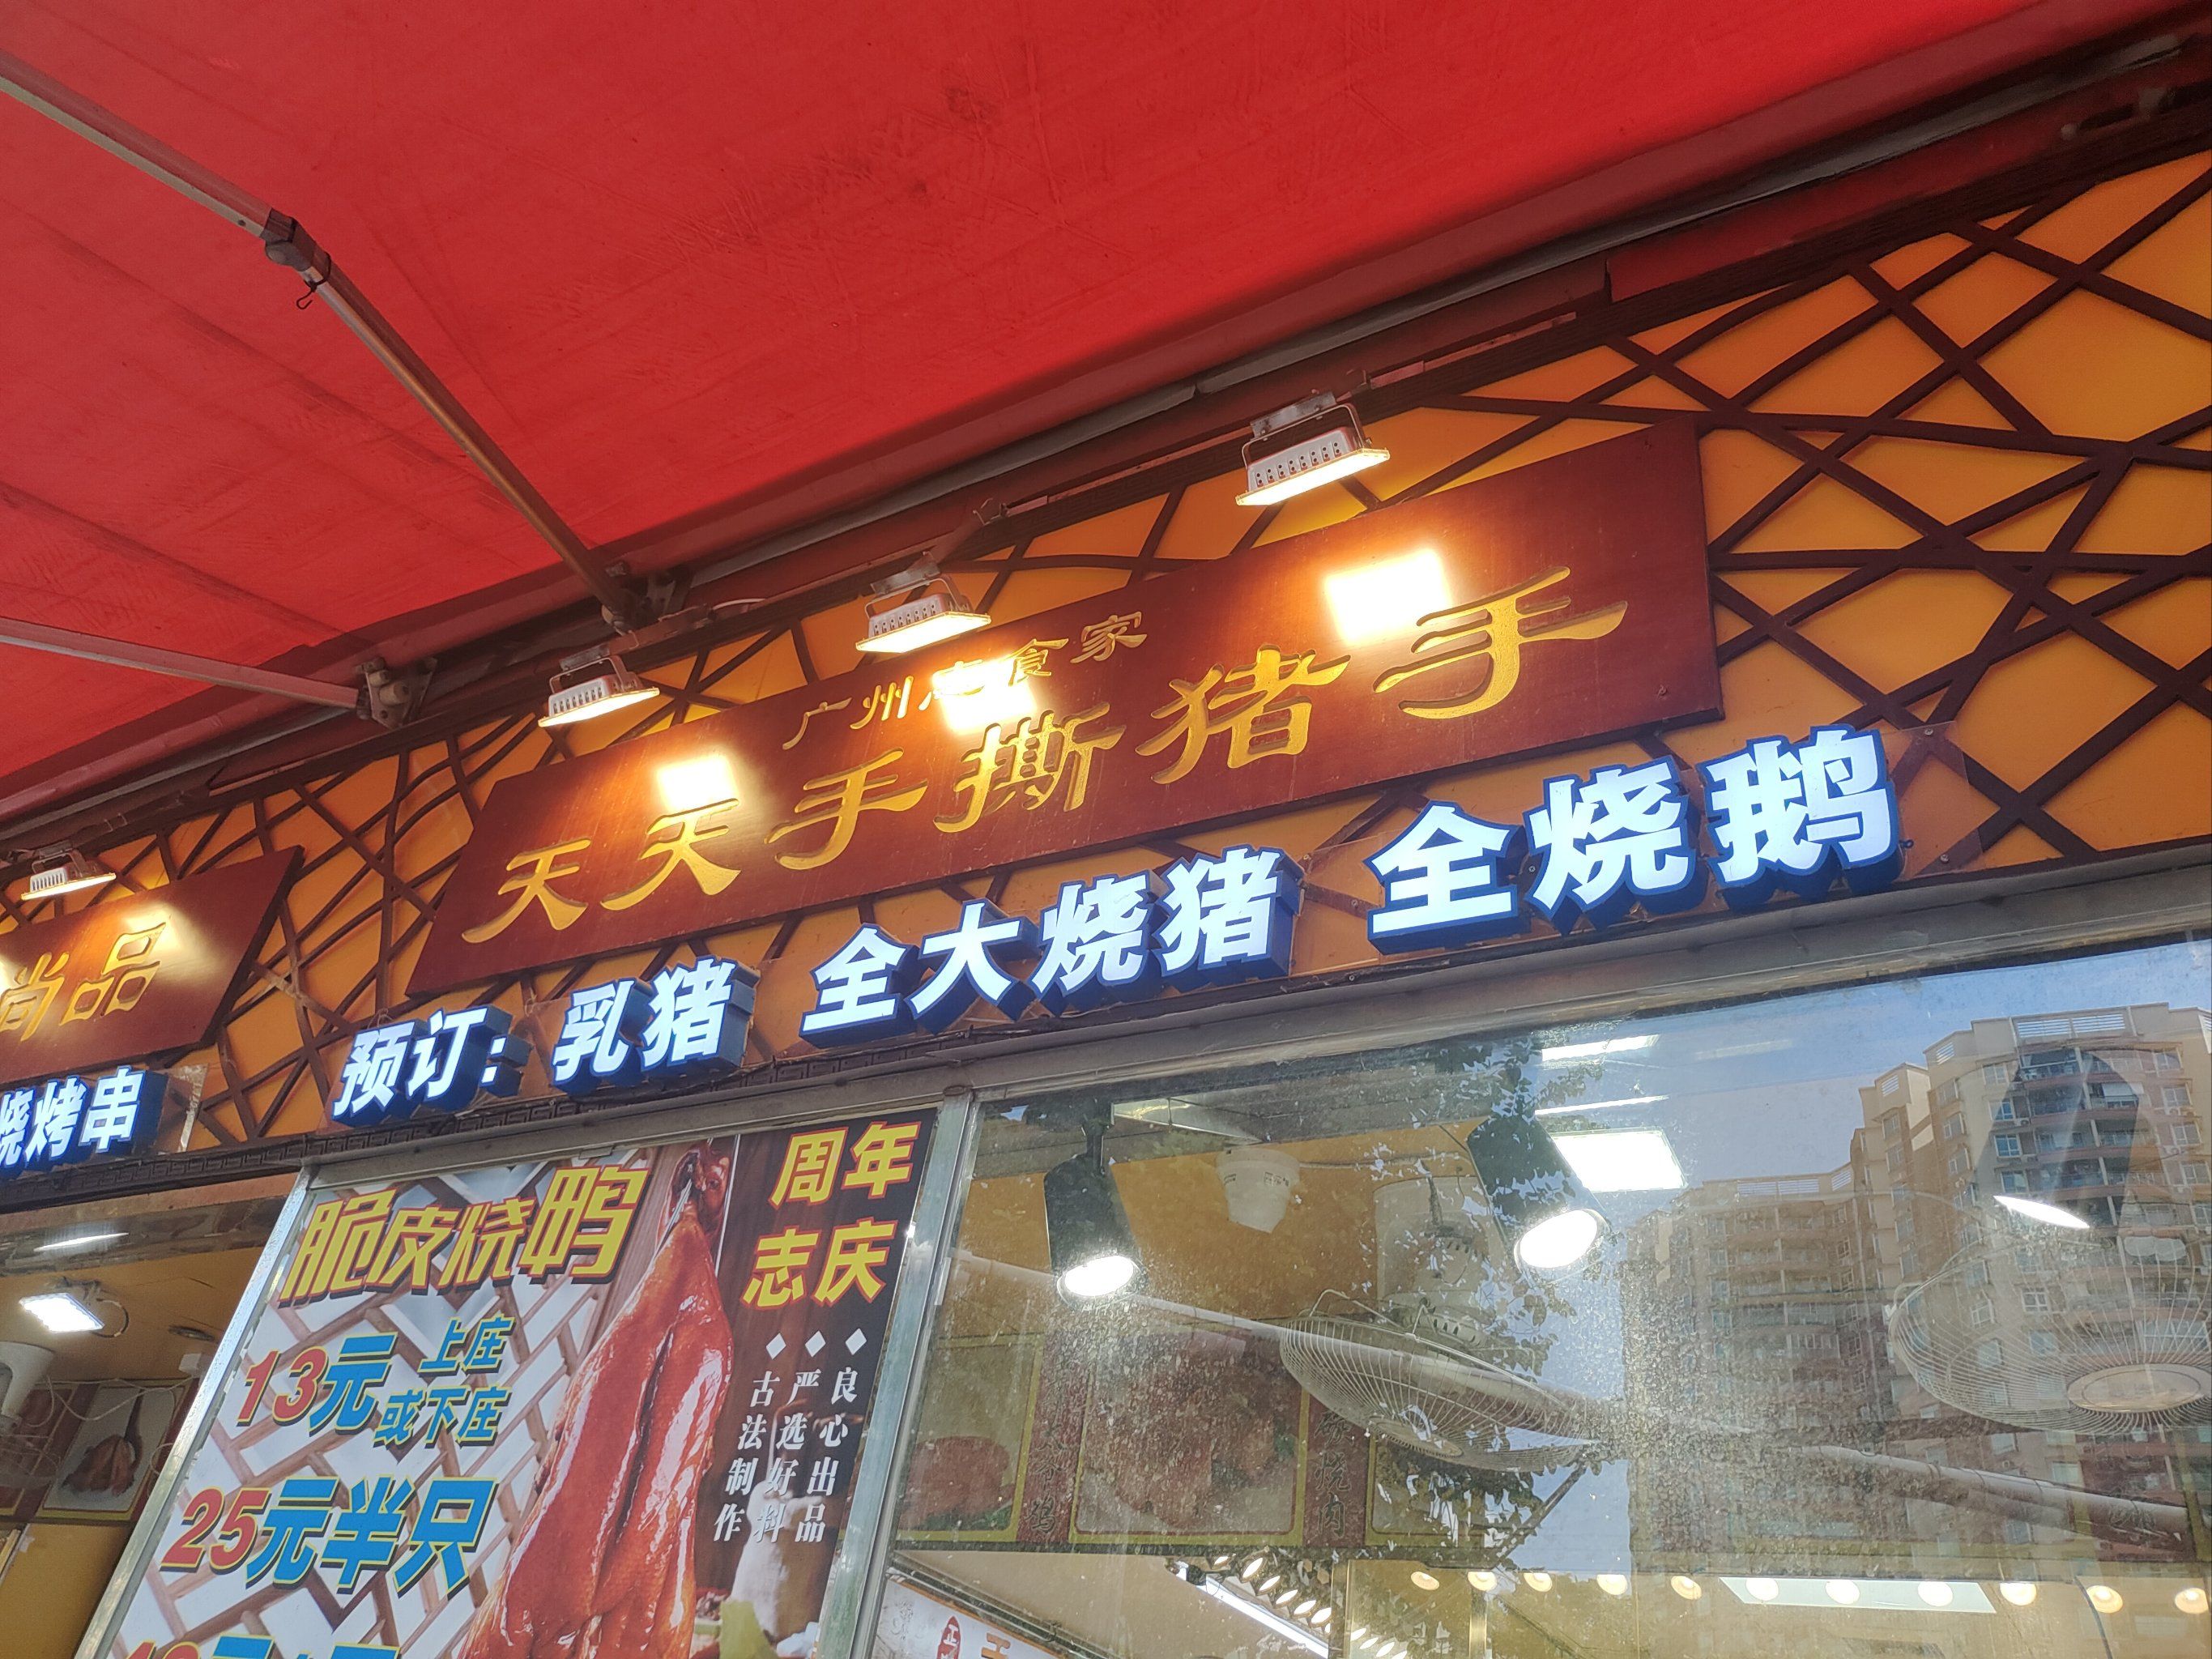 广州
食家
天天手撕猪手
尚品
预订：乳猪 全大烧猪 全烧鹅
烧烤串
脆皮烧鸭
周年
志庆
13元 上庄
或下庄
25元半只
良心出品
严选好料
古法制作